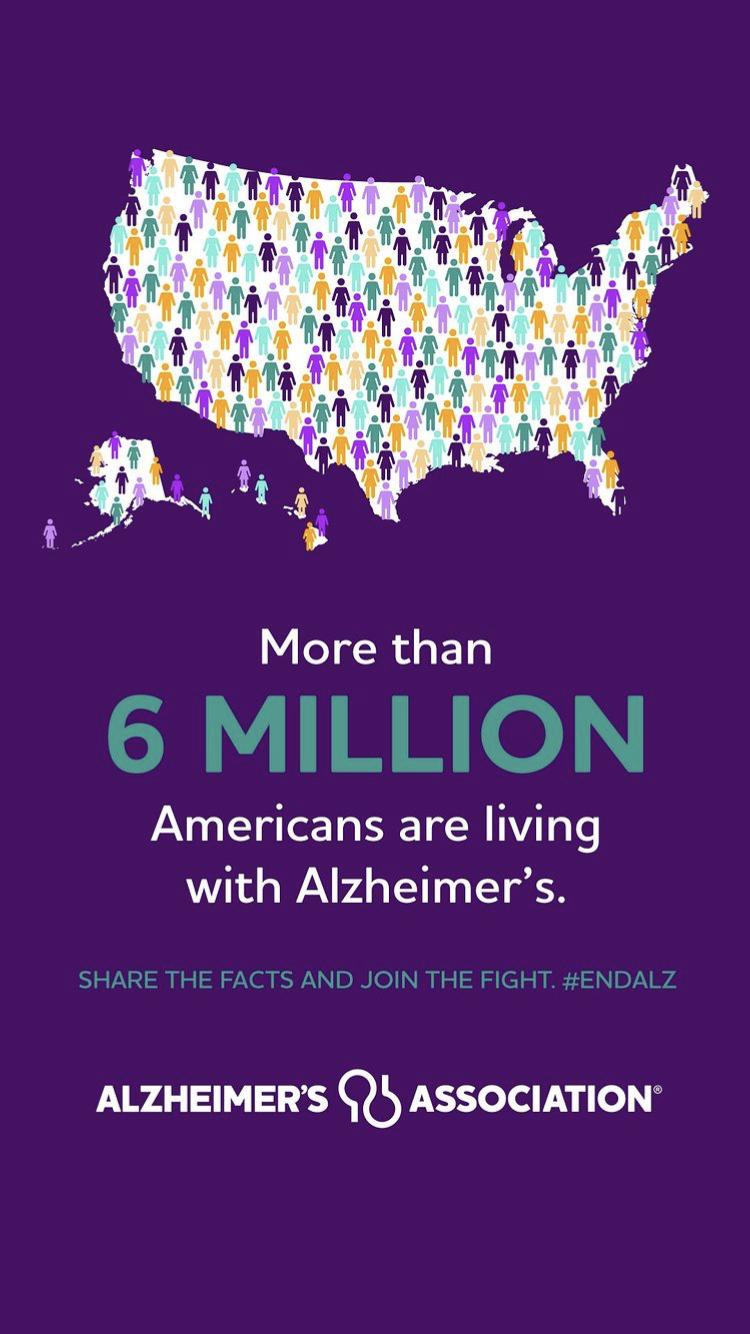 More than
6 MILLION
Americans are living
with Alzheimer’s.
SHARE THE FACTS AND JOIN THE FIGHT. #ENDALZ
ALZHEIMER’S ASSOCIATION®